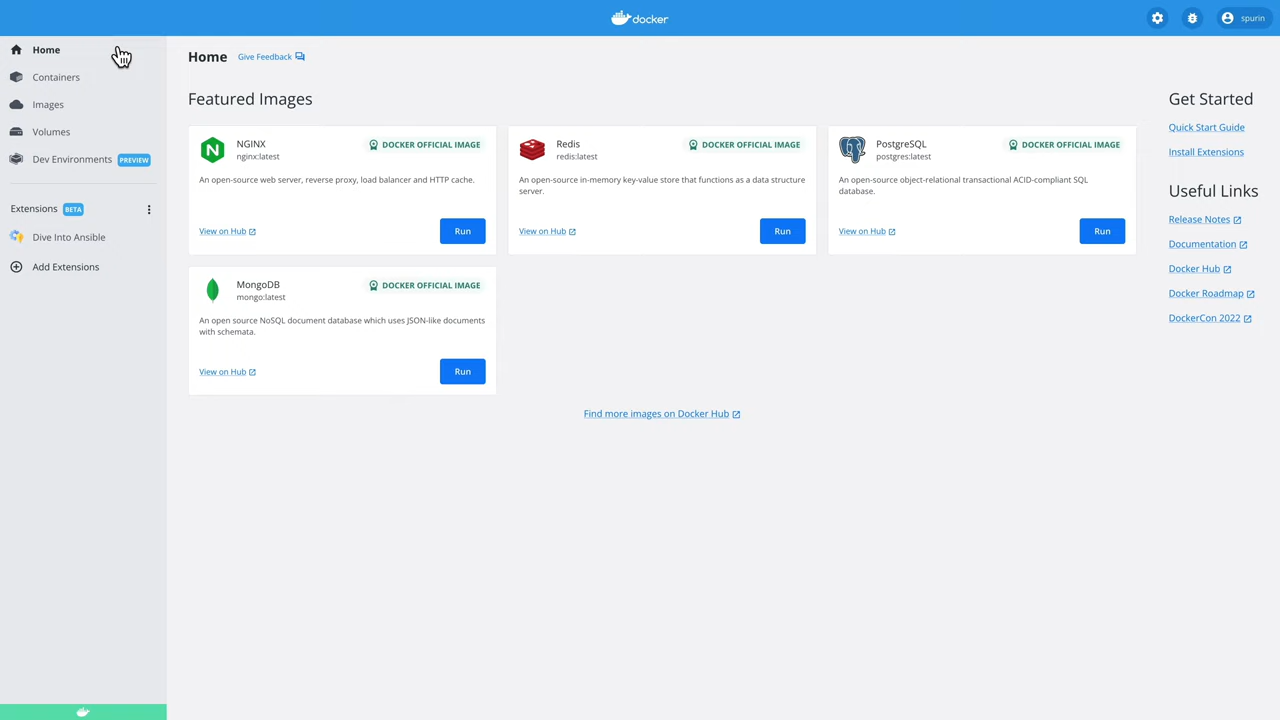 docker
spurin
Home
Containers
Images
Volumes
Dev Environments PREVIEW
Extensions BETA
Dive Into Ansible
Add Extensions
Home Give Feedback
Featured Images
NGINX
nginx:latest
DOCKER OFFICIAL IMAGE
An open-source web server, reverse proxy, load balancer and HTTP cache.
View on Hub
Run
Redis
redis:latest
DOCKER OFFICIAL IMAGE
An open-source in-memory key-value store that functions as a data structure
server.
View on Hub
Run
PostgreSQL
postgres:latest
DOCKER OFFICIAL IMAGE
An open-source object-relational transactional ACID-compliant SQL
database.
View on Hub
Run
MongoDB
mongo:latest
DOCKER OFFICIAL IMAGE
An open source NoSQL document database which uses JSON-like documents
with schemata.
View on Hub
Run
Find more images on Docker Hub
Get Started
Quick Start Guide
Install Extensions
Useful Links
Release Notes
Documentation
Docker Hub
Docker Roadmap
DockerCon 2022